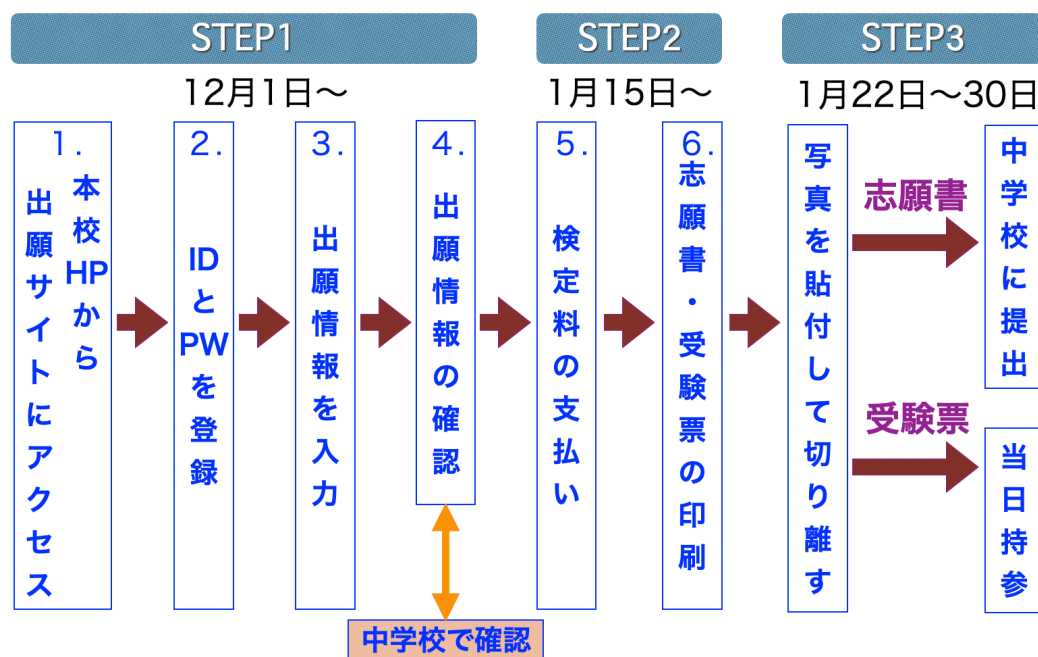 STEP1
12月1日〜
1.
本校HPから
出願サイトにアクセス
2.
IDとPWを登録
3.
出願情報を入力
4.
出願情報の確認
中学校で確認
STEP2
1月15日〜
5.
検定料の支払い
6.
志願書・受験票の印刷
STEP3
1月22日〜30日
写真を貼付して切り離す
志願書
中学校に提出
受験票
当日持参